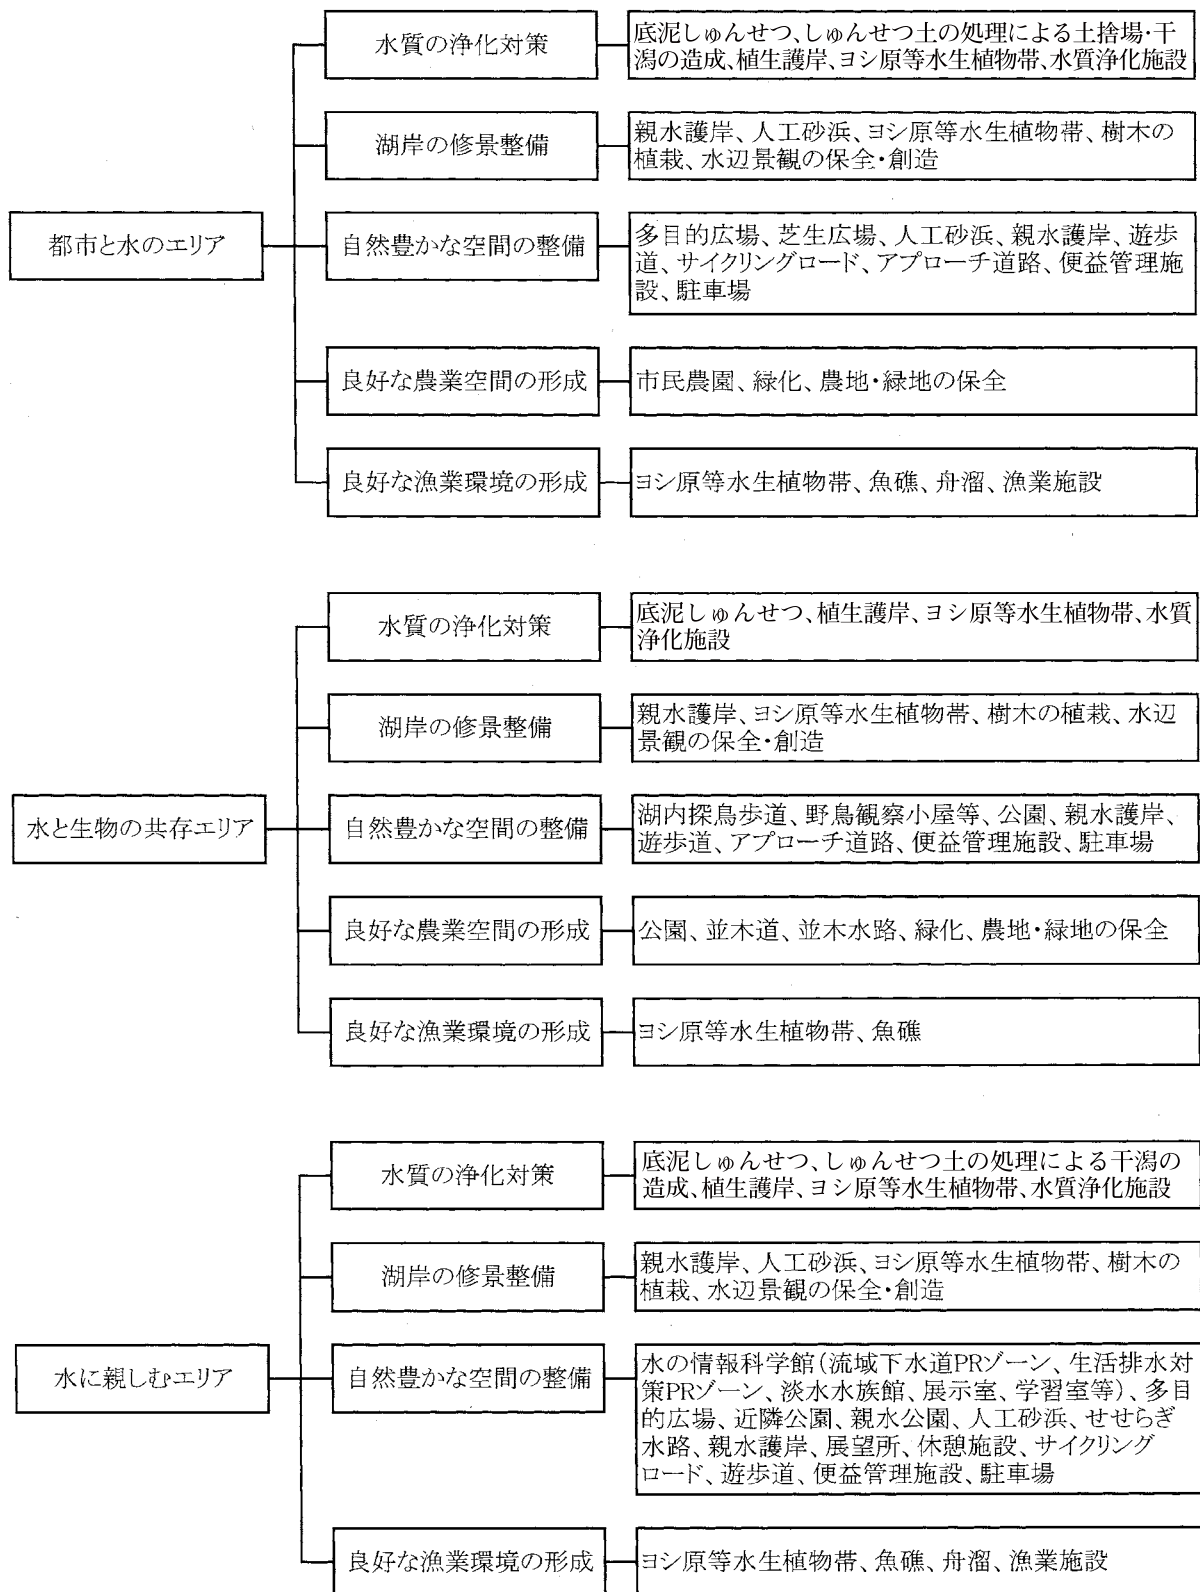 水質の浄化対策
底泥しゅんせつ、しゅんせつ土の処理による土捨場・干
潟の造成、植生護岸、ヨシ原等水生植物帯、水質浄化施設
湖岸の修景整備
親水護岸、人工砂浜、ヨシ原等水生植物帯、樹木の
植栽、水辺景観の保全・創造
都市と水のエリア
自然豊かな空間の整備
多目的広場、芝生広場、人工砂浜、親水護岸、遊歩
道、サイクリングロード、アプローチ道路、便益管理施
設、駐車場
良好な農業空間の形成
市民農園、緑化、農地・緑地の保全
良好な漁業環境の形成
ヨシ原等水生植物帯、魚礁、舟溜、漁業施設
水質の浄化対策
底泥しゅんせつ、植生護岸、ヨシ原等水生植物帯、水質
浄化施設
湖岸の修景整備
親水護岸、ヨシ原等水生植物帯、樹木の植栽、水辺
景観の保全・創造
水と生物の共存エリア
自然豊かな空間の整備
湖内探鳥歩道、野鳥観察小屋等、公園、親水護岸、
遊歩道、アプローチ道路、便益管理施設、駐車場
良好な農業空間の形成
公園、並木道、並木水路、緑化、農地・緑地の保全
良好な漁業環境の形成
ヨシ原等水生植物帯、魚礁
水質の浄化対策
底泥しゅんせつ、しゅんせつ土の処理による干潟の
造成、植生護岸、ヨシ原等水生植物帯、水質浄化施設
湖岸の修景整備
親水護岸、人工砂浜、ヨシ原等水生植物帯、樹木の
植栽、水辺景観の保全・創造
水に親しむエリア
自然豊かな空間の整備
水の情報科学館（流域下水道PRゾーン、生活排水対
策PRゾーン、淡水水族館、展示室、学習室等）、多目
的広場、近隣公園、親水公園、人工砂浜、せせらぎ
水路、親水護岸、展望所、休憩施設、サイクリング
ロード、遊歩道、便益管理施設、駐車場
良好な漁業環境の形成
ヨシ原等水生植物帯、魚礁、舟溜、漁業施設